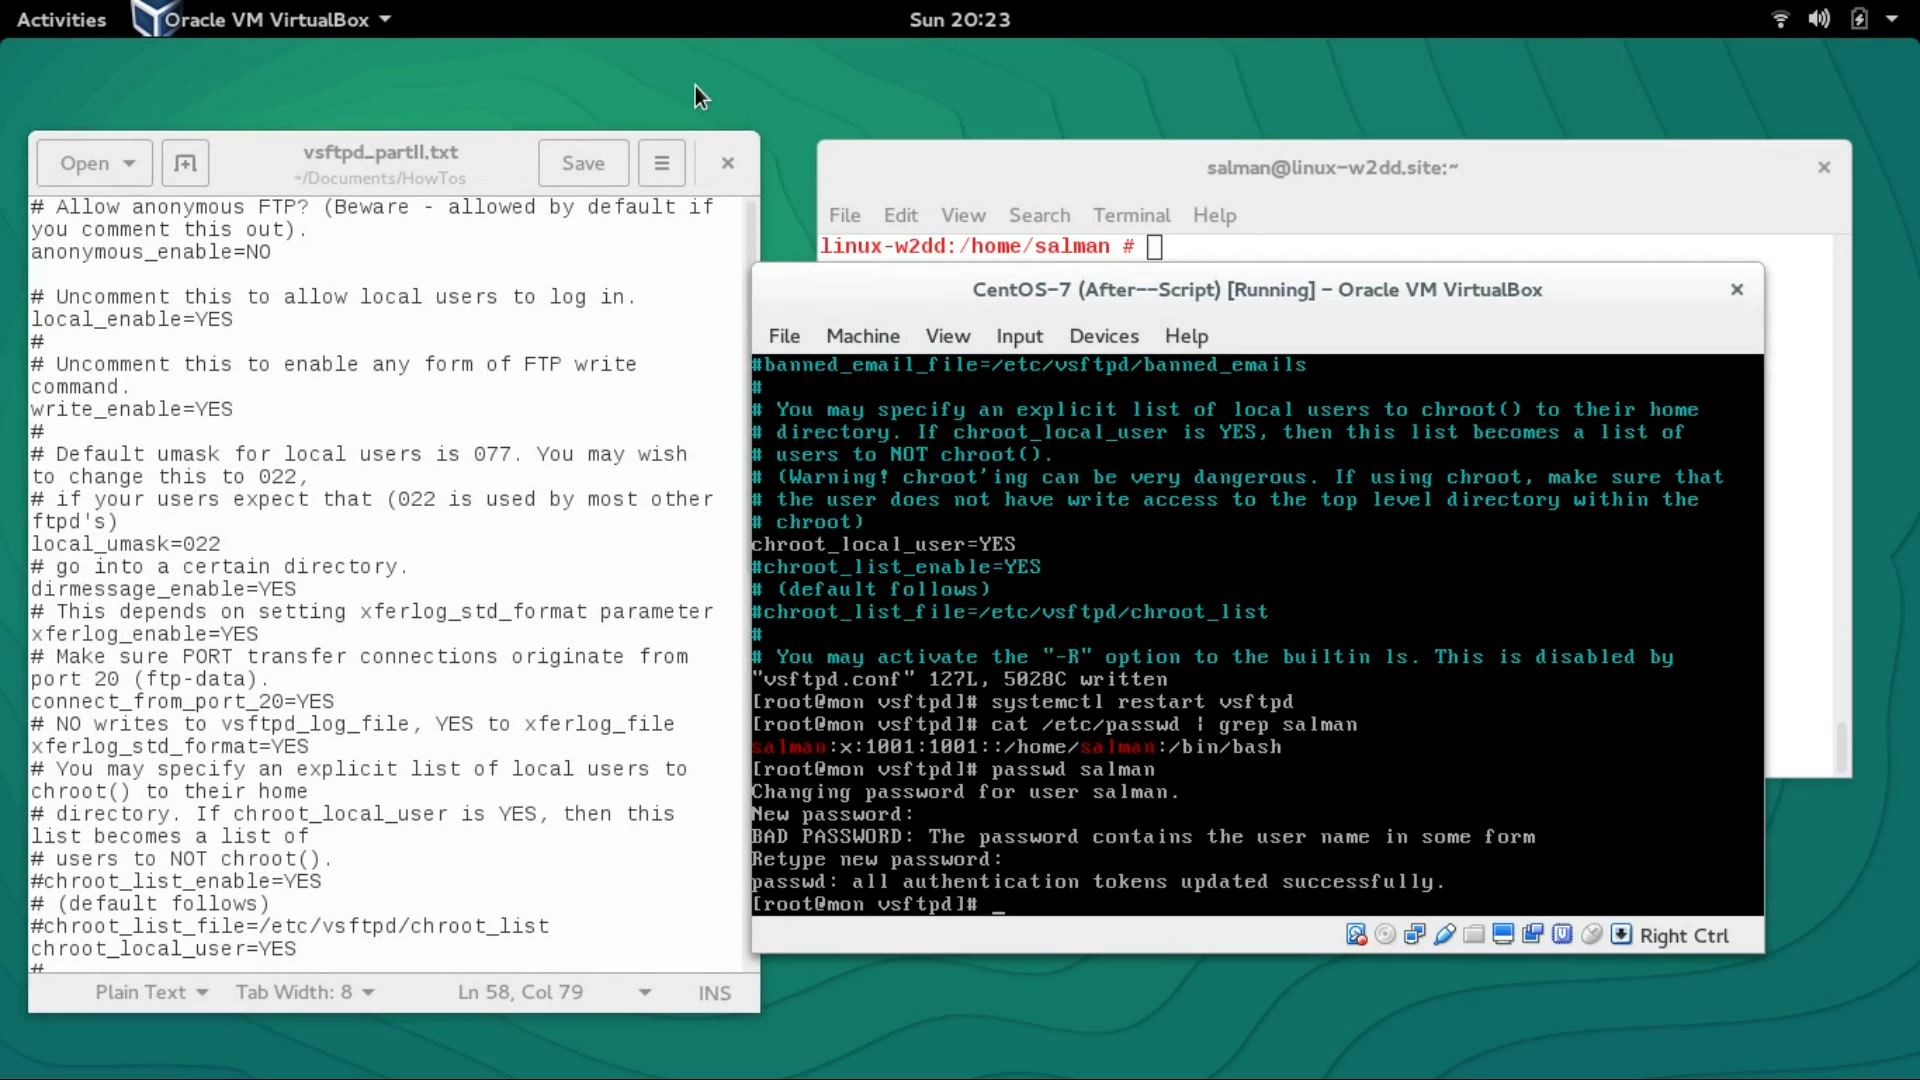 Activities
Oracle VM VirtualBox
Sun 20:23
Open
vsftpd_partII.txt
~/Documents/HowTos
Save
# Allow anonymous FTP? (Beware - allowed by default if
you comment this out).
anonymous_enable=NO
# Uncomment this to allow local users to log in.
local_enable=YES
#
# Uncomment this to enable any form of FTP write
command.
write_enable=YES
#
# Default umask for local users is 077. You may wish
to change this to 022,
# if your users expect that (022 is used by most other
ftpd's)
local_umask=022
# go into a certain directory.
dirmessage_enable=YES
# This depends on setting xferlog_std_format parameter
xferlog_enable=YES
# Make sure PORT transfer connections originate from
port 20 (ftp-data).
connect_from_port_20=YES
# NO writes to vsftpd_log_file, YES to xferlog_file
xferlog_std_format=YES
# You may specify an explicit list of local users to
chroot() to their home
# directory. If chroot_local_user is YES, then this
list becomes a list of
# users to NOT chroot().
#chroot_list_enable=YES
# (default follows)
#chroot_list_file=/etc/vsftpd/chroot_list
chroot_local_user=YES
#
Plain Text
Tab Width: 8
Ln 58, Col 79
INS
salman@linux-w2dd.site:~
File Edit View Search Terminal Help
linux-w2dd:/home/salman #
CentOS-7 (After--Script) [Running] - Oracle VM VirtualBox
File Machine View Input Devices Help
#banned_email_file=/etc/vsftpd/banned_emails
#
# You may specify an explicit list of local users to chroot() to their home
# directory. If chroot_local_user is YES, then this list becomes a list of
# users to NOT chroot().
# (Warning! chroot'ing can be very dangerous. If using chroot, make sure that
# the user does not have write access to the top level directory within the
# chroot)
chroot_local_user=YES
#chroot_list_enable=YES
# (default follows)
#chroot_list_file=/etc/vsftpd/chroot_list
#
# You may activate the "-R" option to the builtin ls. This is disabled by
"vsftpd.conf" 127L, 5028C written
[root@mon vsftpd]# systemctl restart vsftpd
[root@mon vsftpd]# cat /etc/passwd | grep salman
salman:x:1001:1001::/home/salman:/bin/bash
[root@mon vsftpd]# passwd salman
Changing password for user salman.
New password:
BAD PASSWORD: The password contains the user name in some form
Retype new password:
passwd: all authentication tokens updated successfully.
[root@mon vsftpd]# _
Right Ctrl